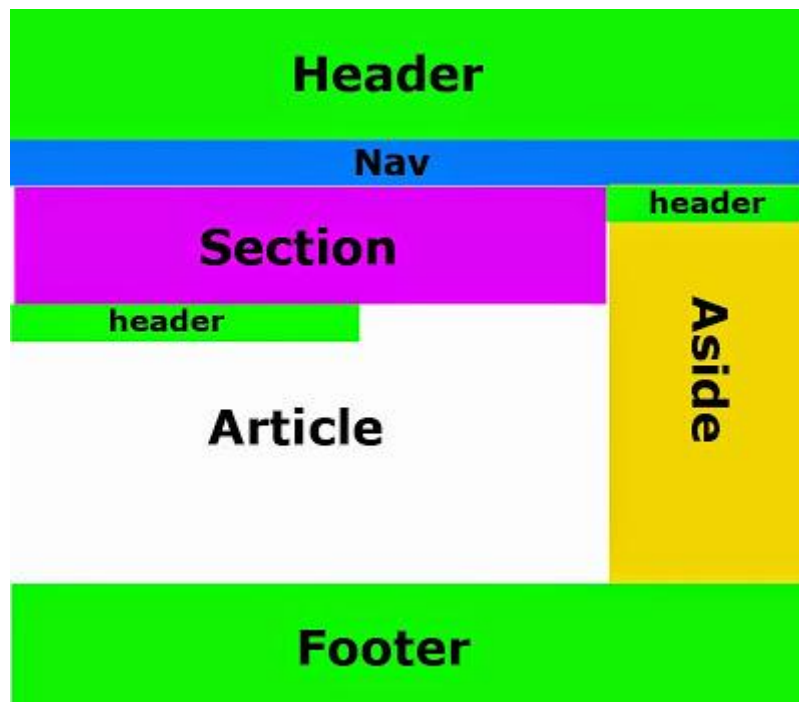 Header
Nav
Section
header
header
Article
Aside
Footer